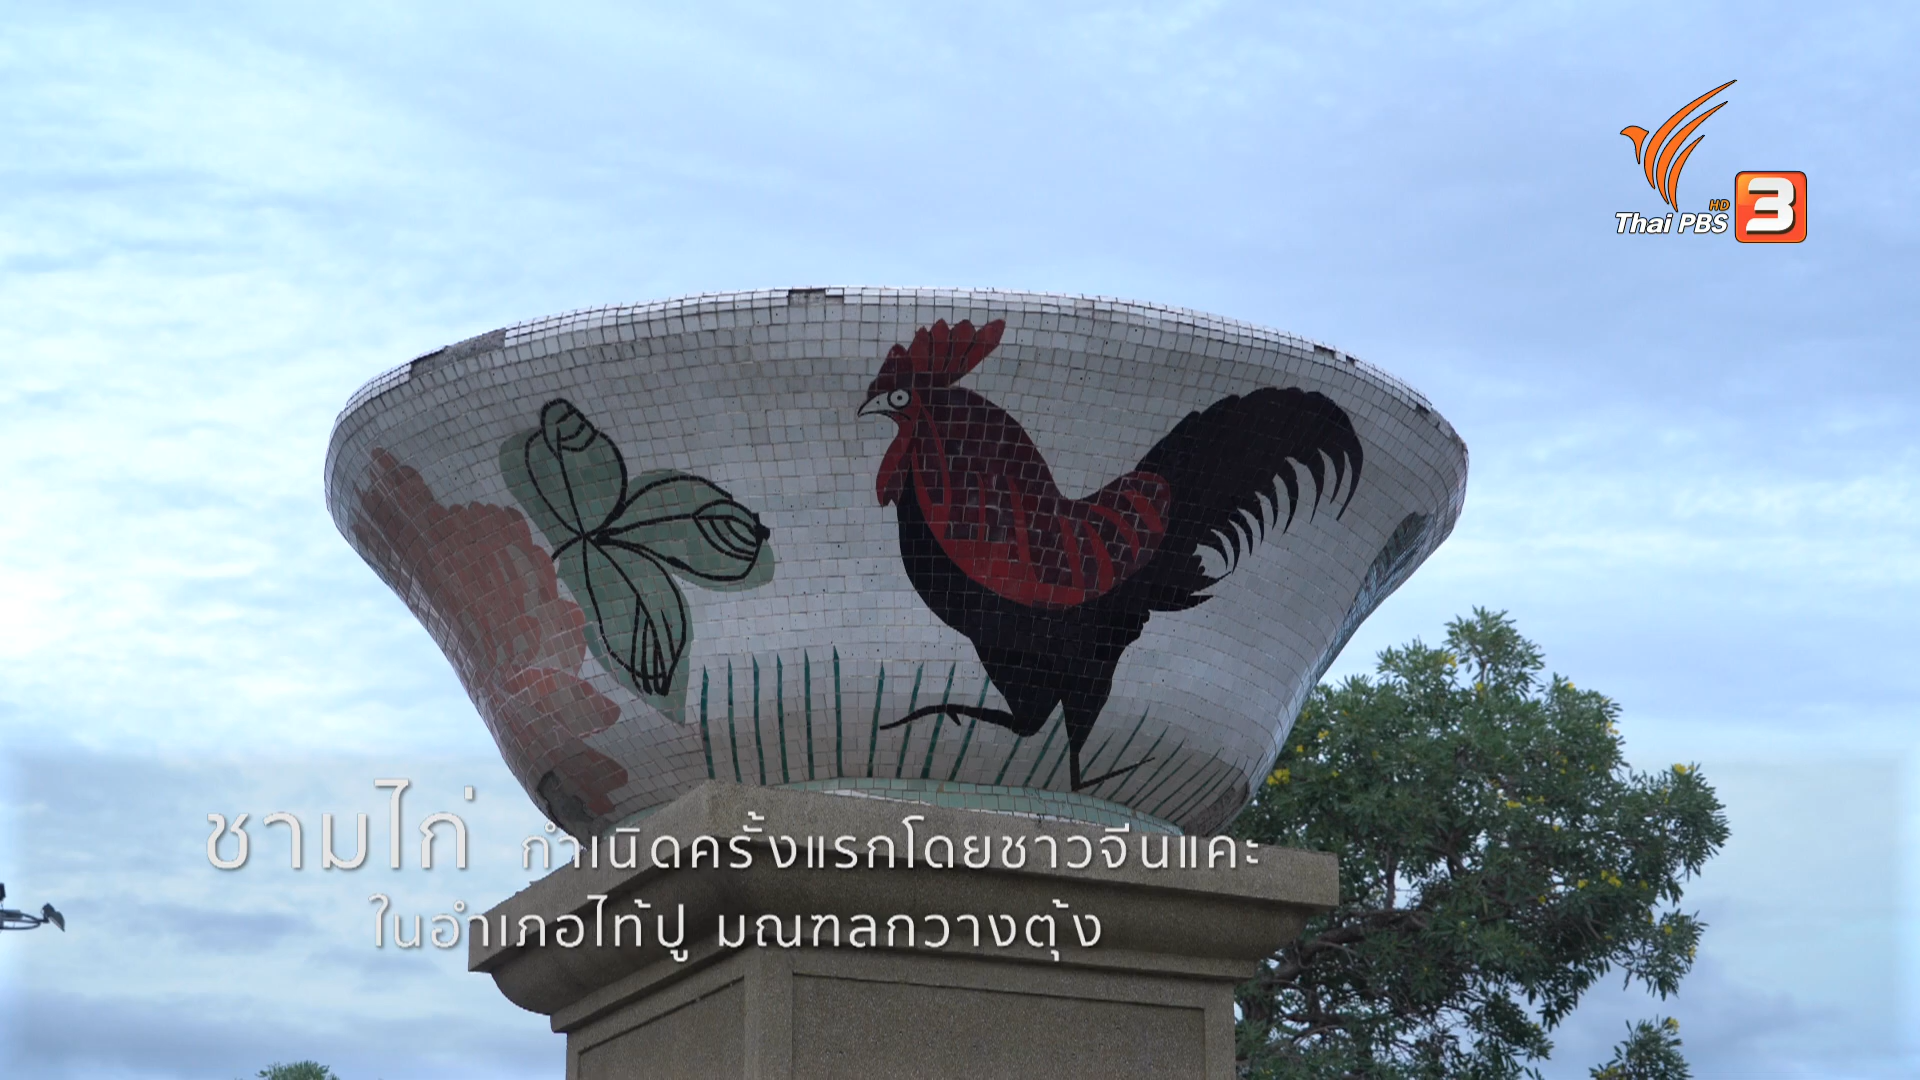 HD
Thai PBS 3
ชามไก่ กำเนิดครั้งแรกโดยชาวจีนแคะ
ในอำเภอไท้ปู มณฑลกวางตุ้ง